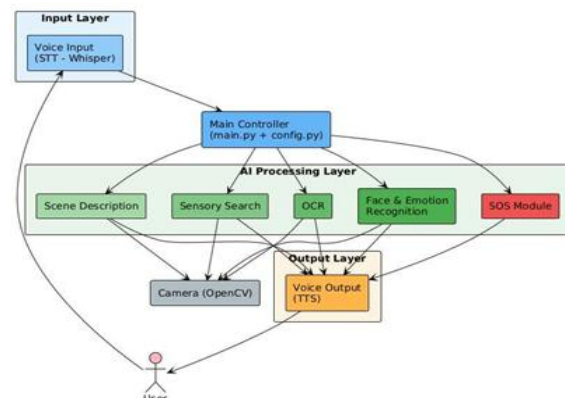 Input Layer
Voice Input
(STT - Whisper)
Main Controller
(main.py + config.py)
AI Processing Layer
Scene Description
Sensory Search
OCR
Face & Emotion
Recognition
SOS Module
Output Layer
Camera (OpenCV)
Voice Output
(TTS)
User